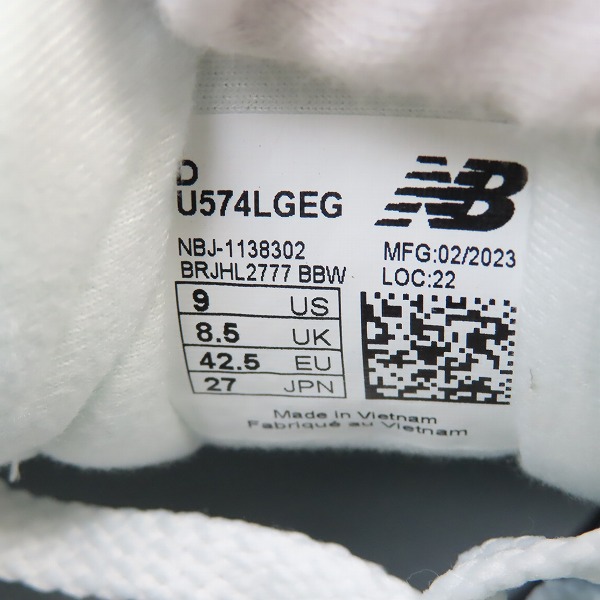 D
U574LGEG
NB
NBJ-1138302
BRJHL2777 BBW
MFG:02/2023
LOC:22
9 US
8.5 UK
42.5 EU
27 JPN
Made in Vietnam
Fabriqué au Vietnam